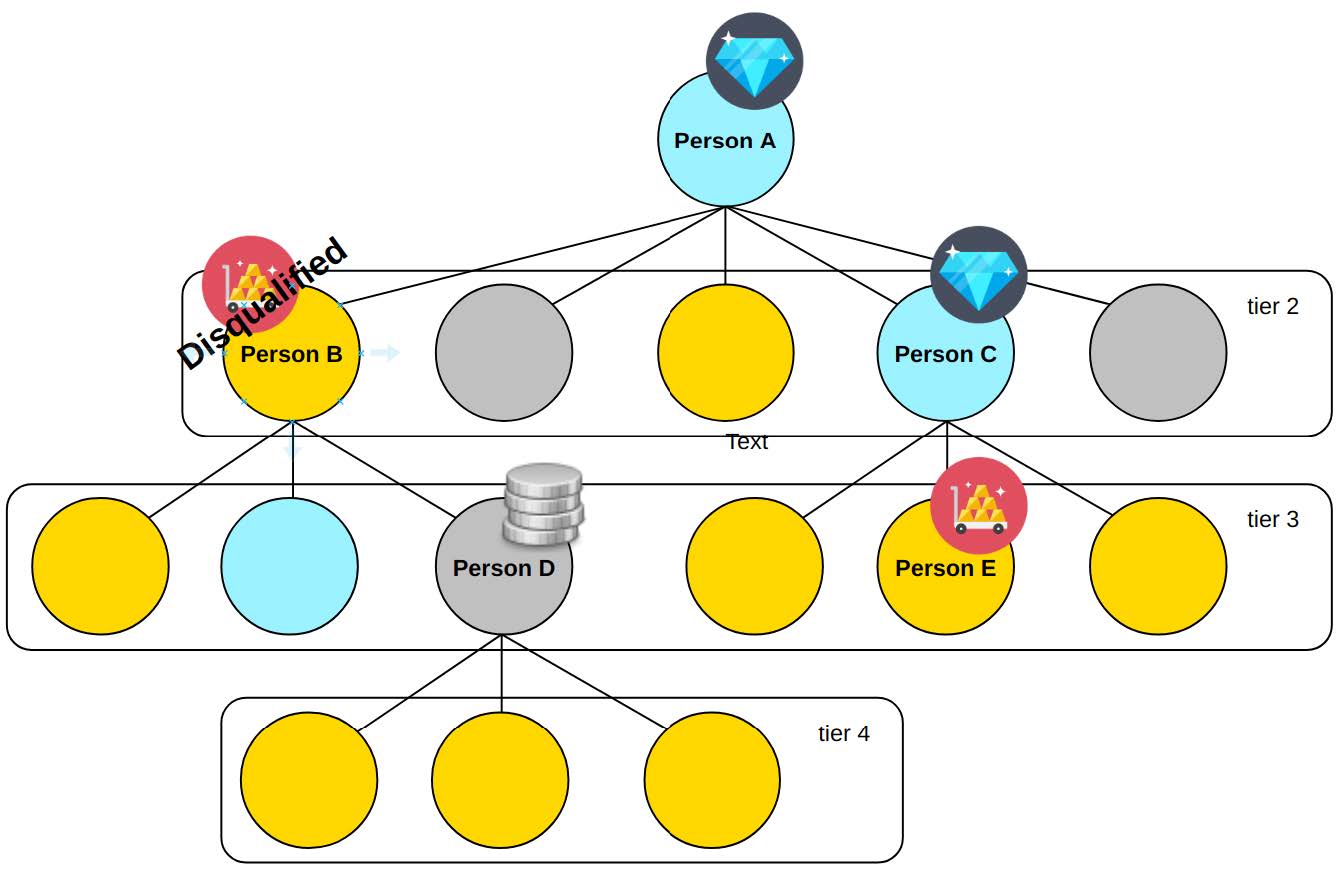 Person A
Disqualified
Person B
Person C
tier 2
Text
Person D
Person E
tier 3
tier 4